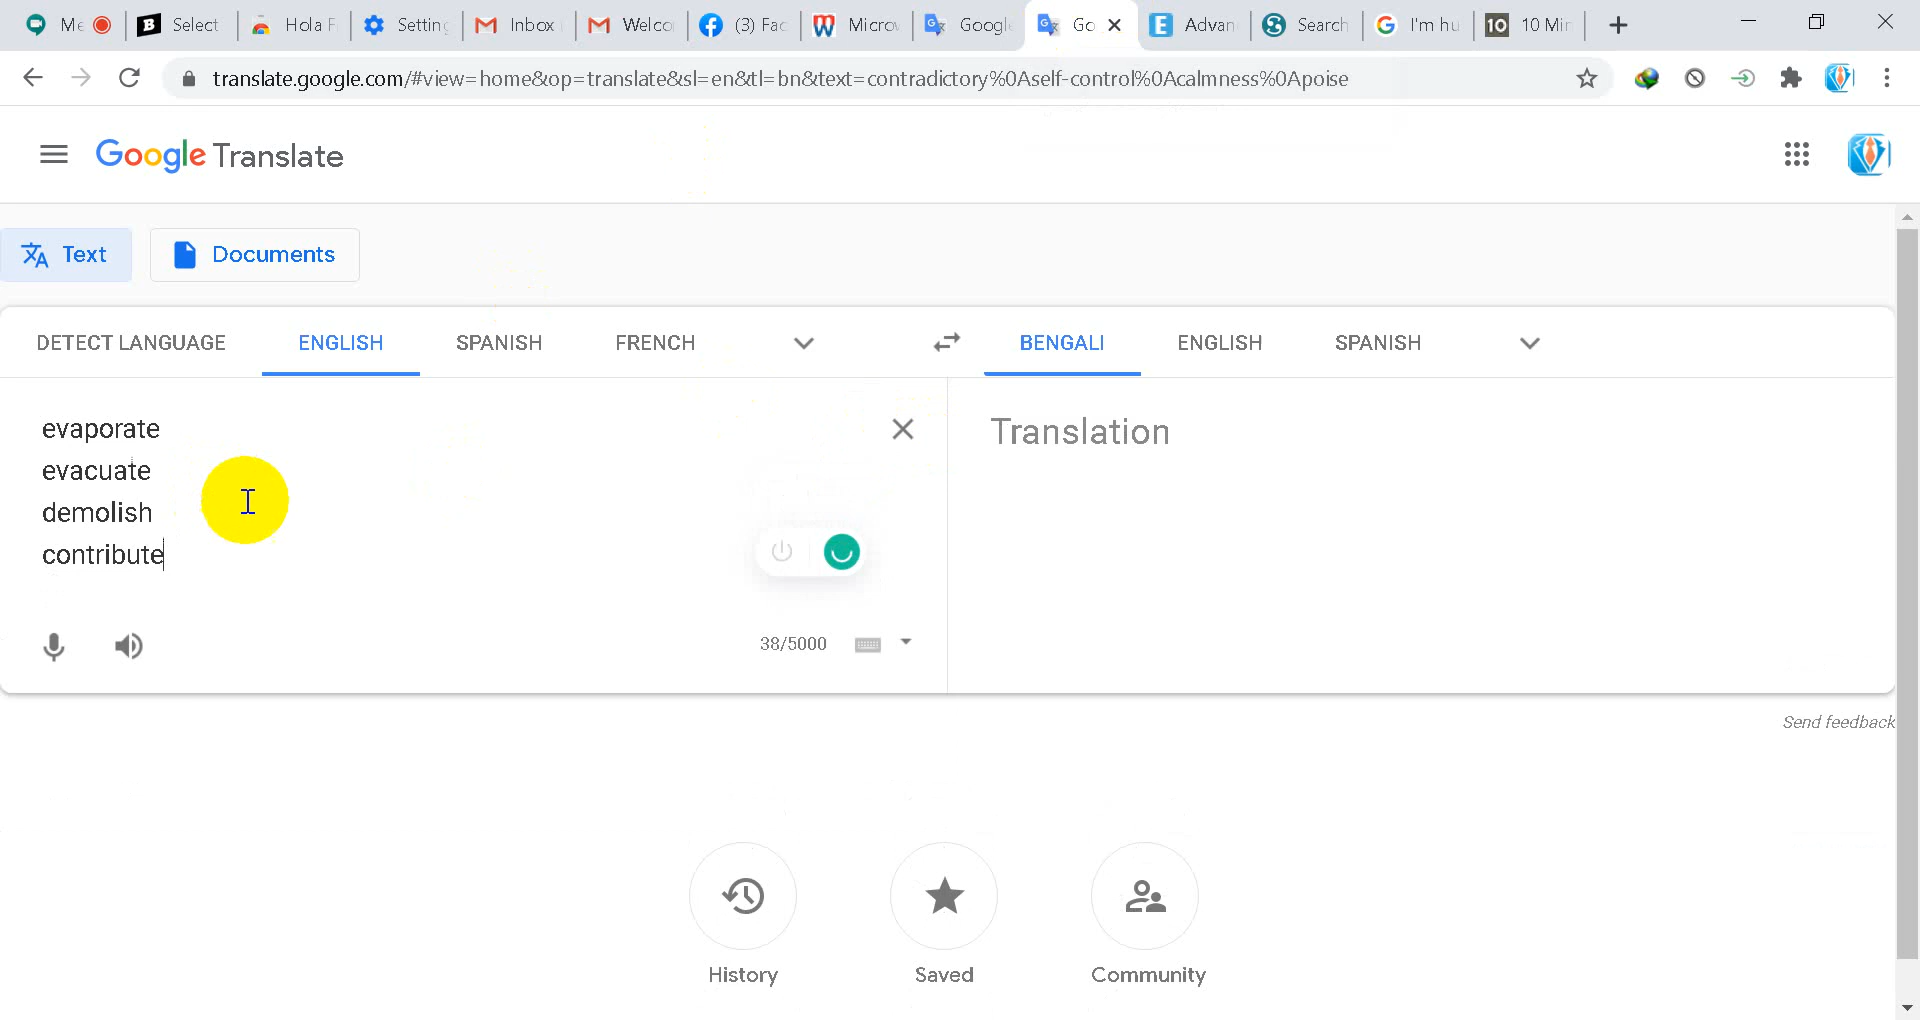 Me
Select
Hola F
Setting
Inbox
Welco
(3) Fac
Micro
Google
Go
Advan
Search
I'm hu
10 Min
translate.google.com/#view=home&op=translate&sl=en&tl=bn&text=contradictory%0Aself-control%0Acalmness%0Apoise
Google Translate
Text
Documents
DETECT LANGUAGE ENGLISH SPANISH FRENCH
BENGALI ENGLISH SPANISH
evaporate
evacuate
demolish
contribute
Translation
38/5000
Send feedback
History
Saved
Community